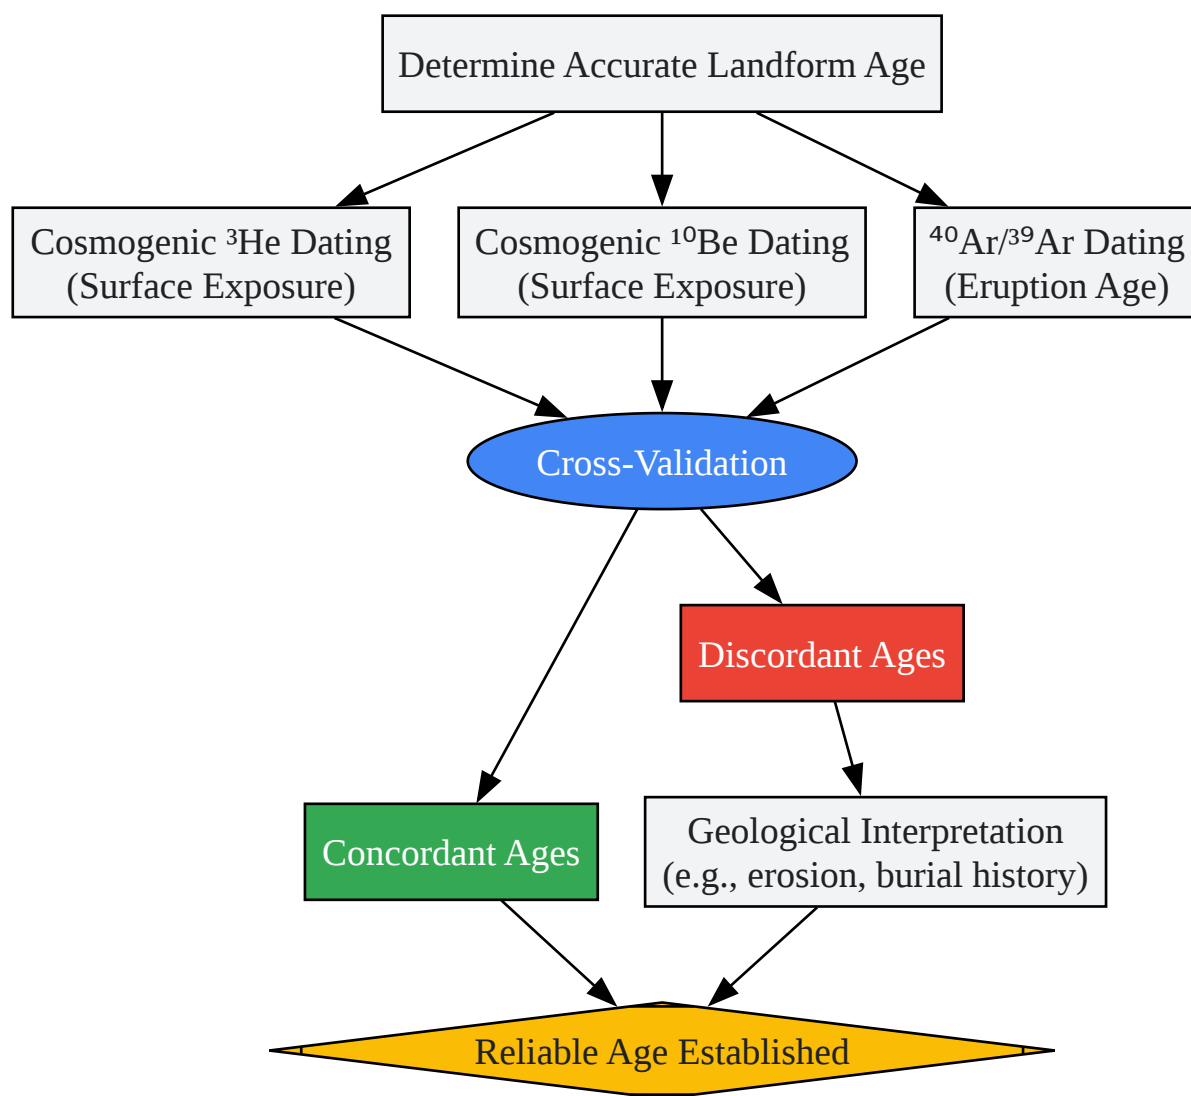 Determine Accurate Landform Age
Cosmogenic ³He Dating
(Surface Exposure)
Cosmogenic ¹⁰Be Dating
(Surface Exposure)
⁴⁰Ar/³⁹Ar Dating
(Eruption Age)
Cross-Validation
Discordant Ages
Concordant Ages
Geological Interpretation
(e.g., erosion, burial history)
Reliable Age Established